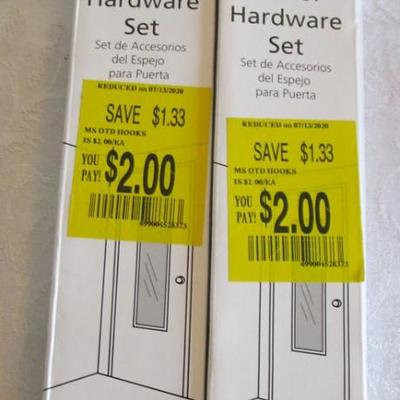 Hardware
Set
Set de Accesorios
del Espejo
para Puerta
REDUCED on 07/13/2020
SAVE $1.33
MS OTD HOOKS
IS $2.00/EA
YOU
PAY! $2.00
499004528373
Hardware
Set
Set de Accesorios
del Espejo
para Puerta
REDUCED on 07/13/2020
SAVE $1.33
MS OTD HOOKS
IS $2.00/EA
YOU
PAY! $2.00
499004528373